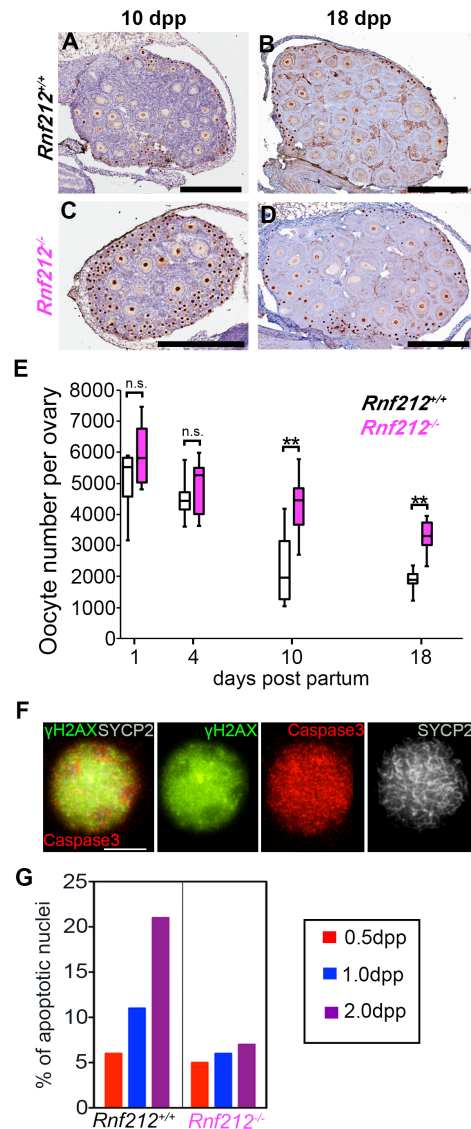 10 dpp 18 dpp
A B
Rnf212+/+
C D
Rnf212-/-
E
8000
7000
6000
5000
4000
3000
2000
1000
0
Oocyte number per ovary
n.s. n.s. ** **
Rnf212+/+
Rnf212-/-
1 4 10 18
days post partum
F
γH2AX SYCP2 γH2AX Caspase3 SYCP2
Caspase3
G
25
20
15
10
5
0
% of apoptotic nuclei
Rnf212+/+ Rnf212-/-
0.5dpp
1.0dpp
2.0dpp